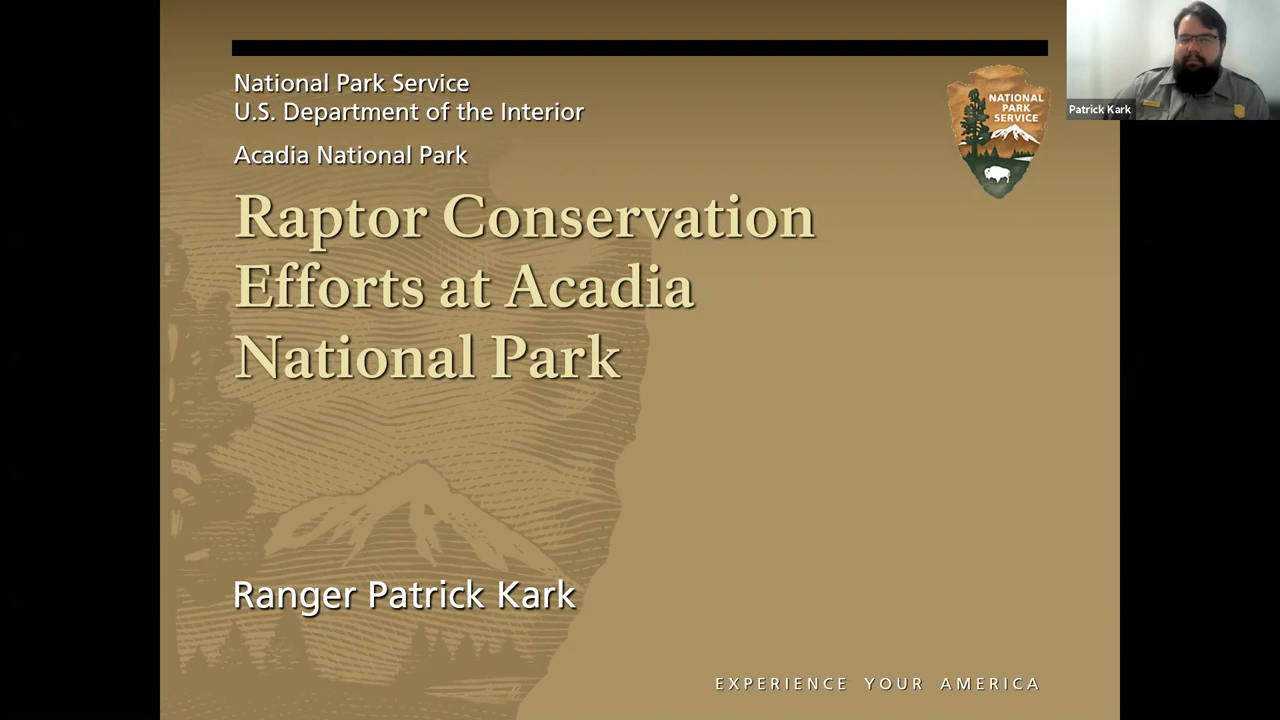 National Park Service
U.S. Department of the Interior
Acadia National Park
NATIONAL
PARK
SERVICE
Patrick Kark
Raptor Conservation
Efforts at Acadia
National Park
Ranger Patrick Kark
EXPERIENCE YOUR AMERICA